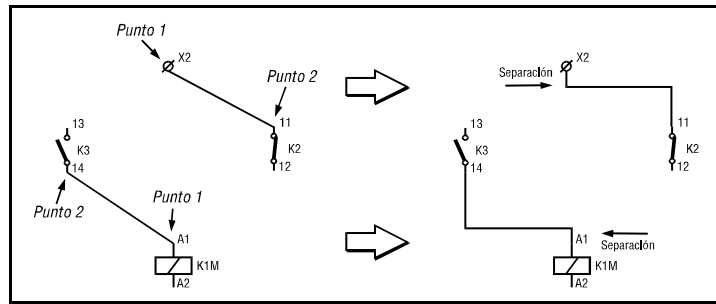 Punto 1
X2
Punto 2
11
K2
12
13
K3
14
Punto 2
Punto 1
A1
K1M
A2
X2
Separación
11
K2
12
13
K3
14
A1
Separación
K1M
A2